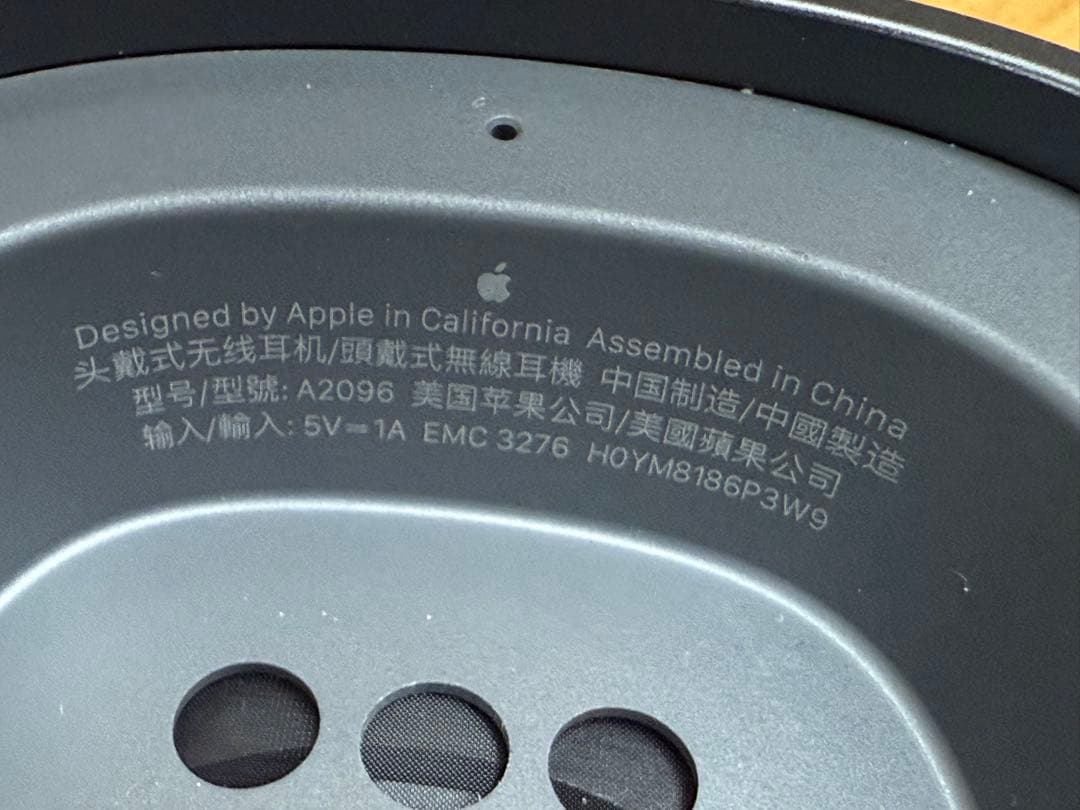 Designed by Apple in California Assembled in China
头戴式无线耳机/頭戴式無線耳機 中国制造/中國製造
型号/型號: A2096 美国苹果公司/美國蘋果公司
输入/輸入: 5V⎓1A EMC 3276 H0YM8186P3W9